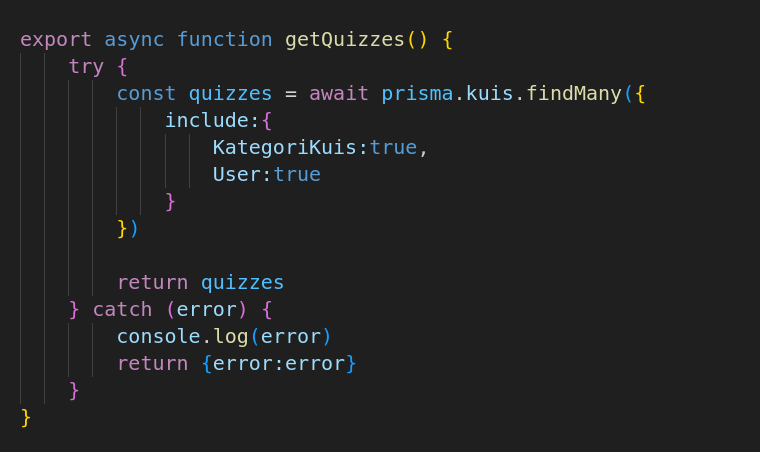 export async function getQuizzes() {
    try {
        const quizzes = await prisma.kuis.findMany({
            include:{
                KategoriKuis:true,
                User:true
            }
        })

        return quizzes
    } catch (error) {
        console.log(error)
        return {error:error}
    }
}